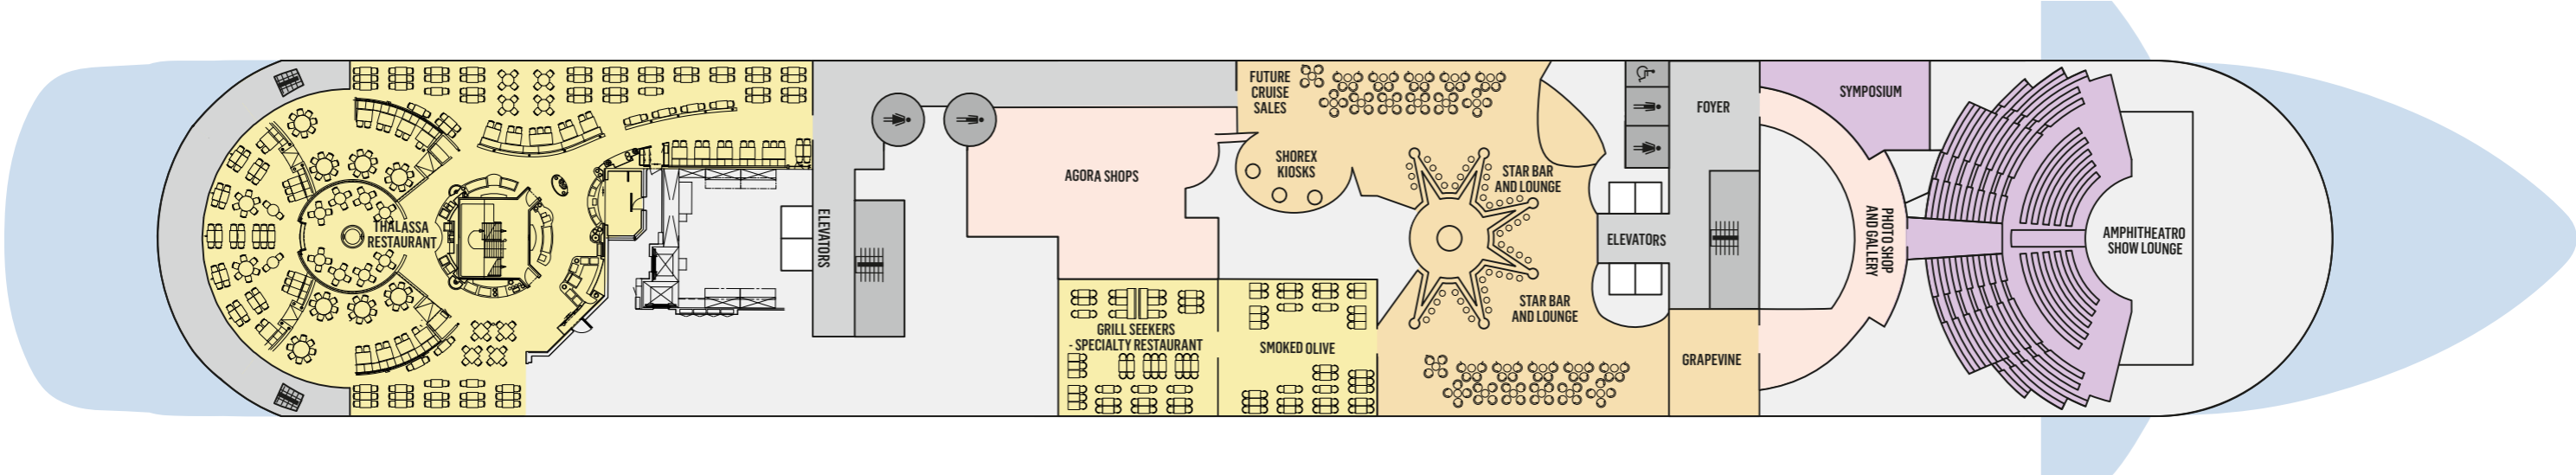 THALASSA
RESTAURANT
ELEVATORS
AGORA SHOPS
GRILL SEEKERS
- SPECIALTY RESTAURANT
SMOKED OLIVE
FUTURE
CRUISE
SALES
SHOREX
KIOSKS
STAR BAR
AND LOUNGE
STAR BAR
AND LOUNGE
ELEVATORS
FOYER
GRAPEVINE
SYMPOSIUM
PHOTO SHOP
AND GALLERY
AMPHITHEATRO
SHOW LOUNGE